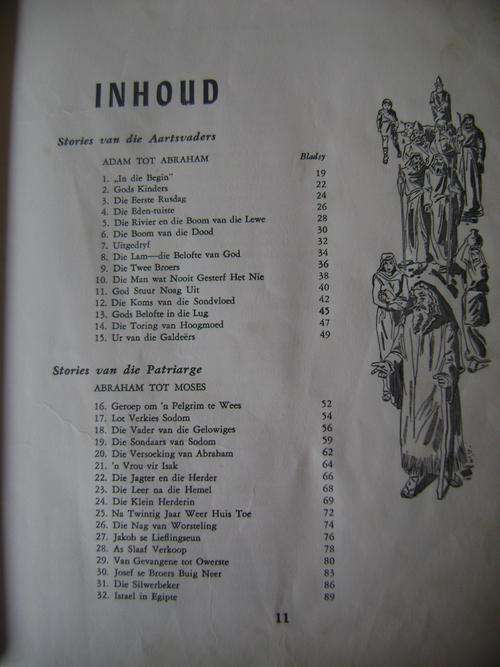 INHOUD
Stories van die Aartsvaders
ADAM TOT ABRAHAM Bladsy
1. „In die Begin” 19
2. Gods Kinders 22
3. Die Eerste Rusdag 24
4. Die Eden-tuiste 26
5. Die Rivier en die Boom van die Lewe 28
6. Die Boom van die Dood 30
7. Uitgedryf 32
8. Die Lam—die Belofte van God 34
9. Die Twee Broers 36
10. Die Man wat Nooit Gesterf Het Nie 38
11. God Stuur Noag Uit 40
12. Die Koms van die Sondvloed 42
13. Gods Belofte in die Lug 45
14. Die Toring van Hoogmoed 47
15. Ur van die Galdeërs 49
Stories van die Patriarge
ABRAHAM TOT MOSES
16. Geroep om 'n Pelgrim te Wees 52
17. Lot Verkies Sodom 54
18. Die Vader van die Gelowiges 56
19. Die Sondaars van Sodom 59
20. Die Versoeking van Abraham 62
21. 'n Vrou vir Isak 64
22. Die Jagter en die Herder 66
23. Die Leer na die Hemel 68
24. Die Klein Herderin 69
25. Na Twintig Jaar Weer Huis Toe 72
26. Die Nag van Worsteling 74
27. Jakob se Lieflingseun 76
28. As Slaaf Verkoop 78
29. Van Gevangene tot Owerste 80
30. Josef se Broers Buig Neer 83
31. Die Silwerbeker 86
32. Israel in Egipte 89
11